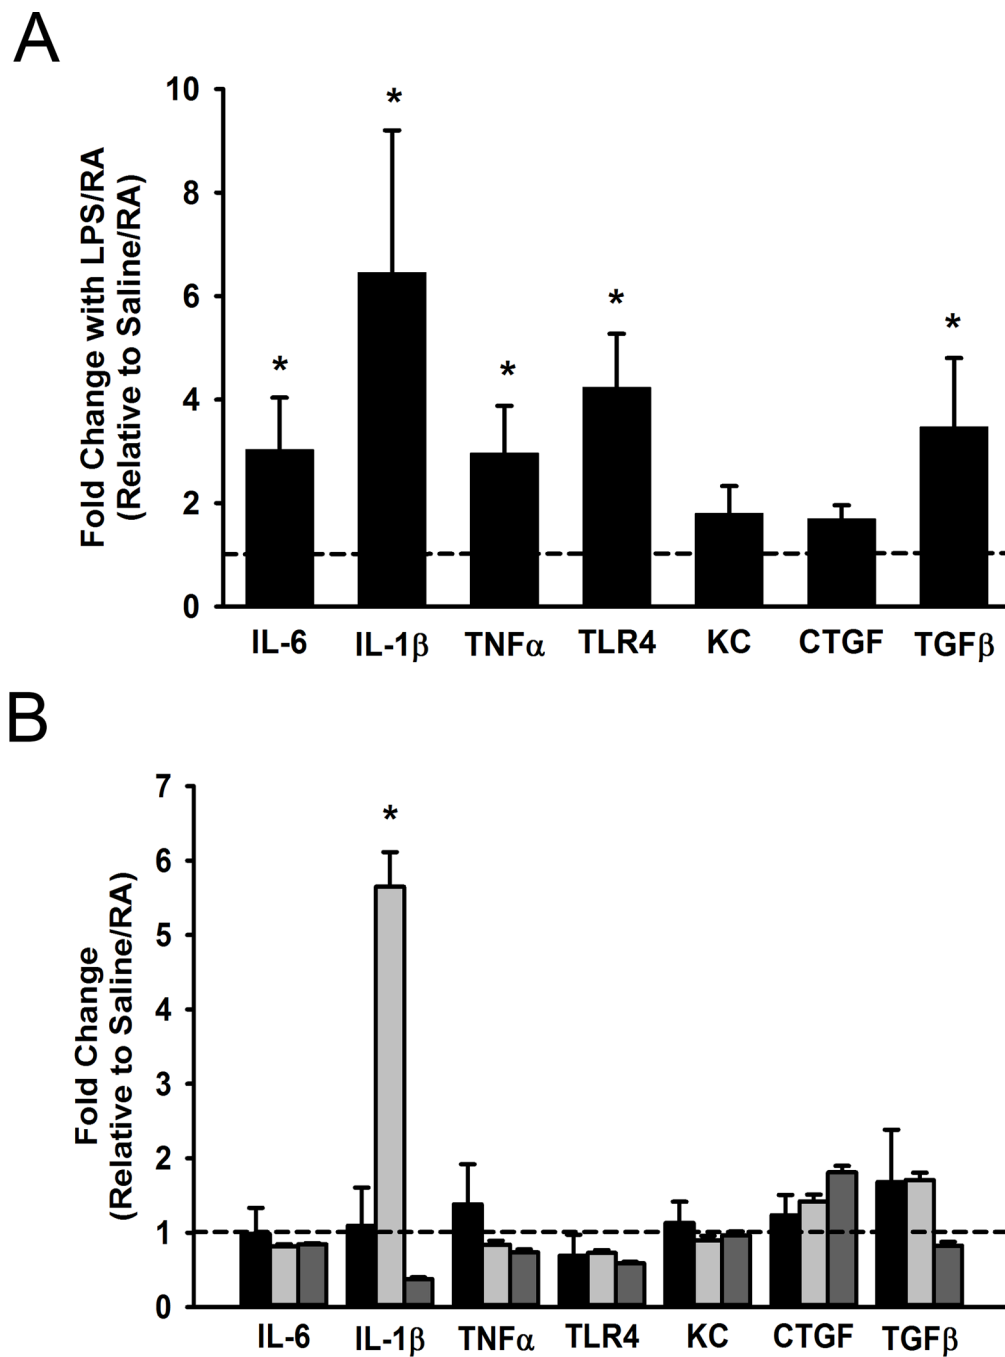 A
Fold Change with LPS/RA
(Relative to Saline/RA)
10
8
6
4
2
0
*
*
*
*
*
IL-6 IL-1β TNFα TLR4 KC CTGF TGFβ
B
Fold Change
(Relative to Saline/RA)
7
6
5
4
3
2
1
0
*
IL-6 IL-1β TNFα TLR4 KC CTGF TGFβ